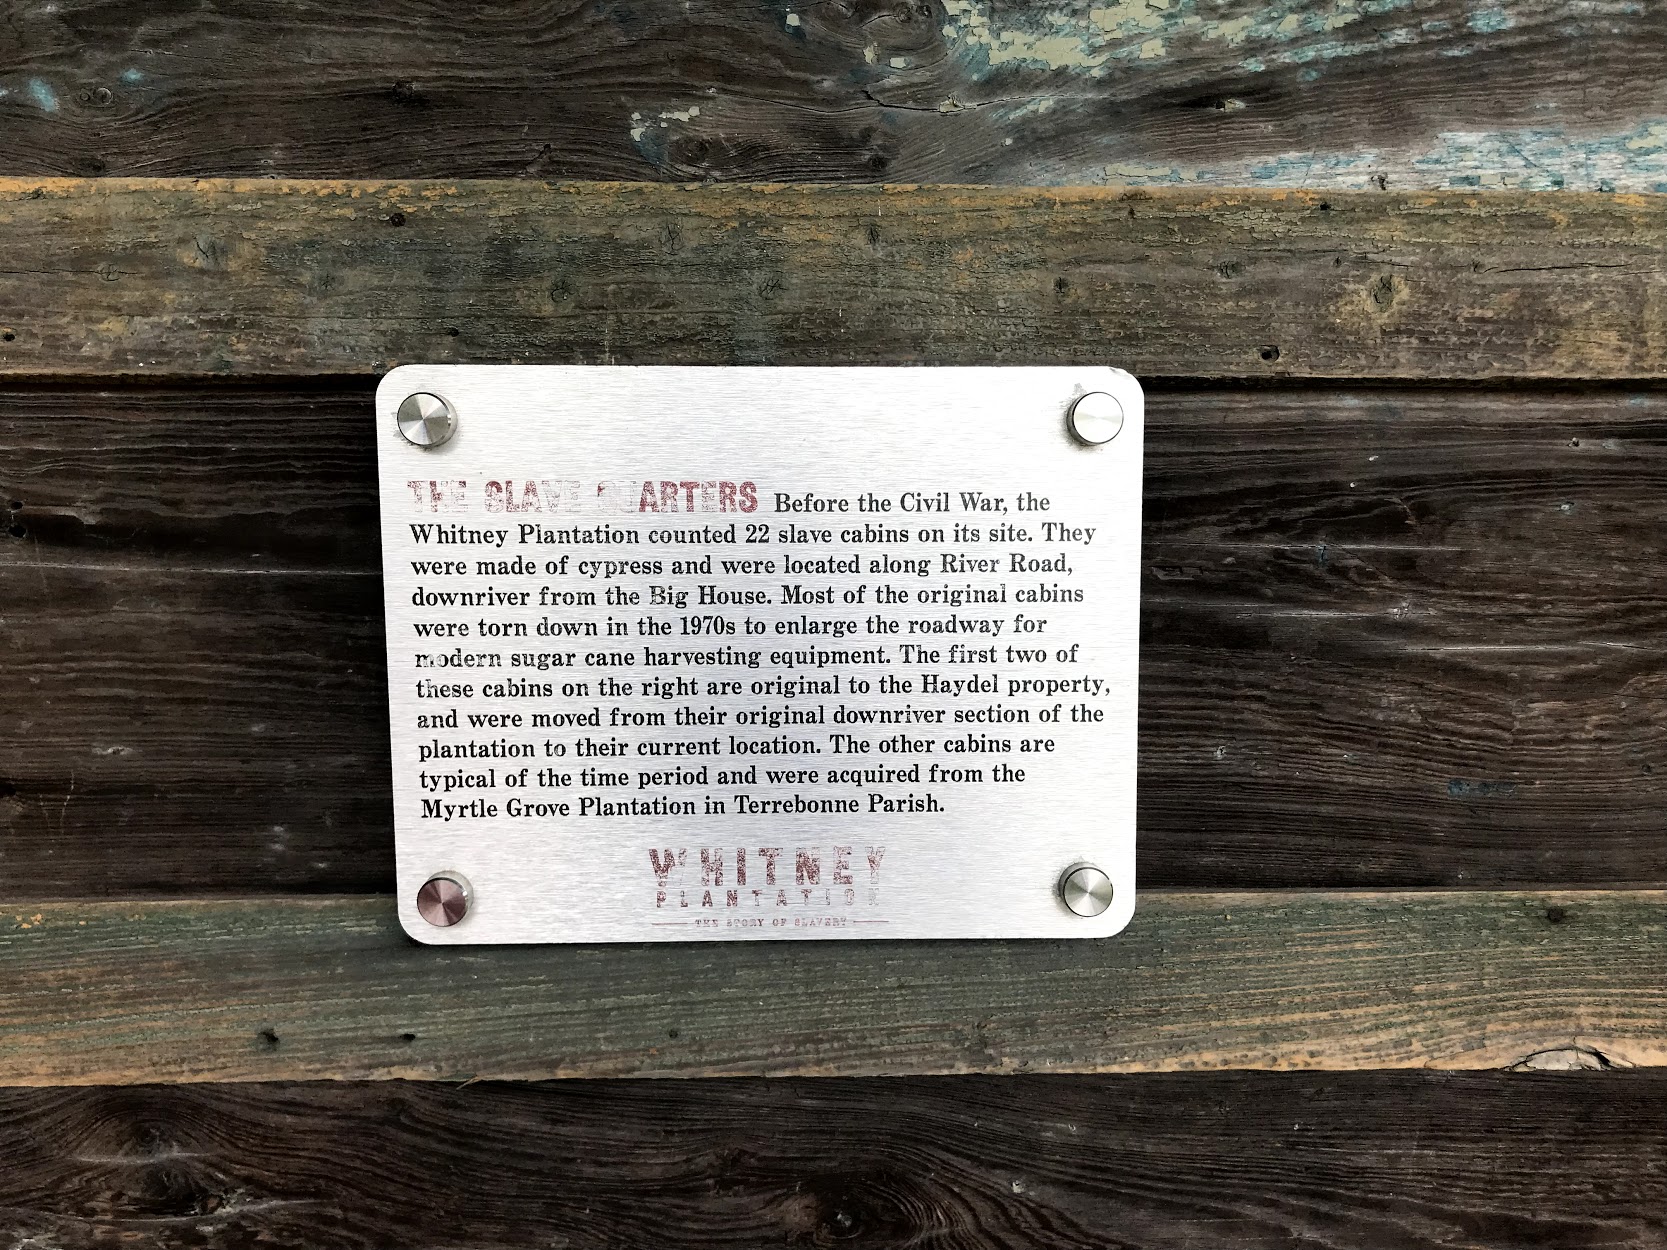 THE SLAVE QUARTERS Before the Civil War, the
Whitney Plantation counted 22 slave cabins on its site. They
were made of cypress and were located along River Road,
downriver from the Big House. Most of the original cabins
were torn down in the 1970s to enlarge the roadway for
modern sugar cane harvesting equipment. The first two of
these cabins on the right are original to the Haydel property,
and were moved from their original downriver section of the
plantation to their current location. The other cabins are
typical of the time period and were acquired from the
Myrtle Grove Plantation in Terrebonne Parish.
WHITNEY
PLANTATION
THE STORY OF SLAVERY